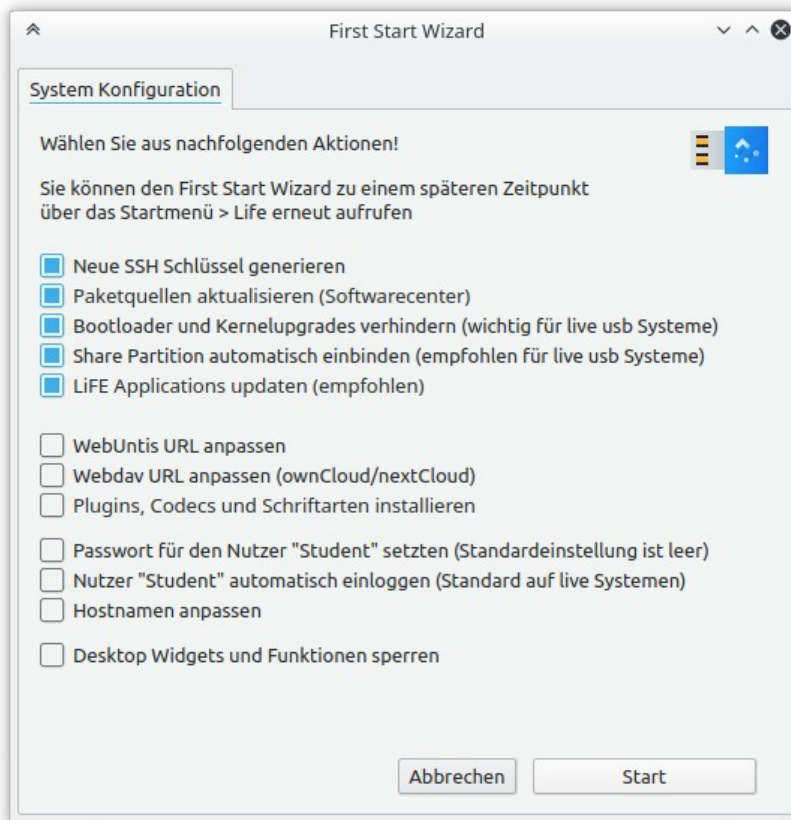 First Start Wizard
System Konfiguration
Wählen Sie aus nachfolgenden Aktionen!
Sie können den First Start Wizard zu einem späteren Zeitpunkt
über das Startmenü > Life erneut aufrufen
Neue SSH Schlüssel generieren
Paketquellen aktualisieren (Softwarecenter)
Bootloader und Kernelupgrades verhindern (wichtig für live usb Systeme)
Share Partition automatisch einbinden (empfohlen für live usb Systeme)
LiFE Applications updaten (empfohlen)
WebUntis URL anpassen
Webdav URL anpassen (ownCloud/nextCloud)
Plugins, Codecs und Schriftarten installieren
Passwort für den Nutzer "Student" setzten (Standardeinstellung ist leer)
Nutzer "Student" automatisch einloggen (Standard auf live Systemen)
Hostnamen anpassen
Desktop Widgets und Funktionen sperren
Abbrechen
Start